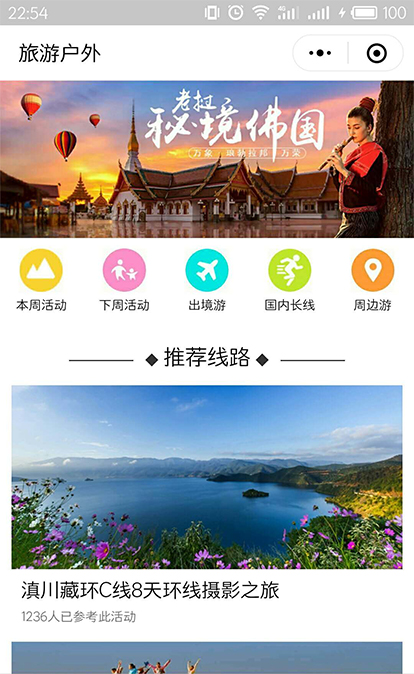 22:54
4G
100
旅游户外
老挝
秘境佛国
(万象 琅勃拉邦 万荣)
本周活动
下周活动
出境游
国内长线
周边游
推荐线路
滇川藏环C线8天环线摄影之旅
1236人已参考此活动